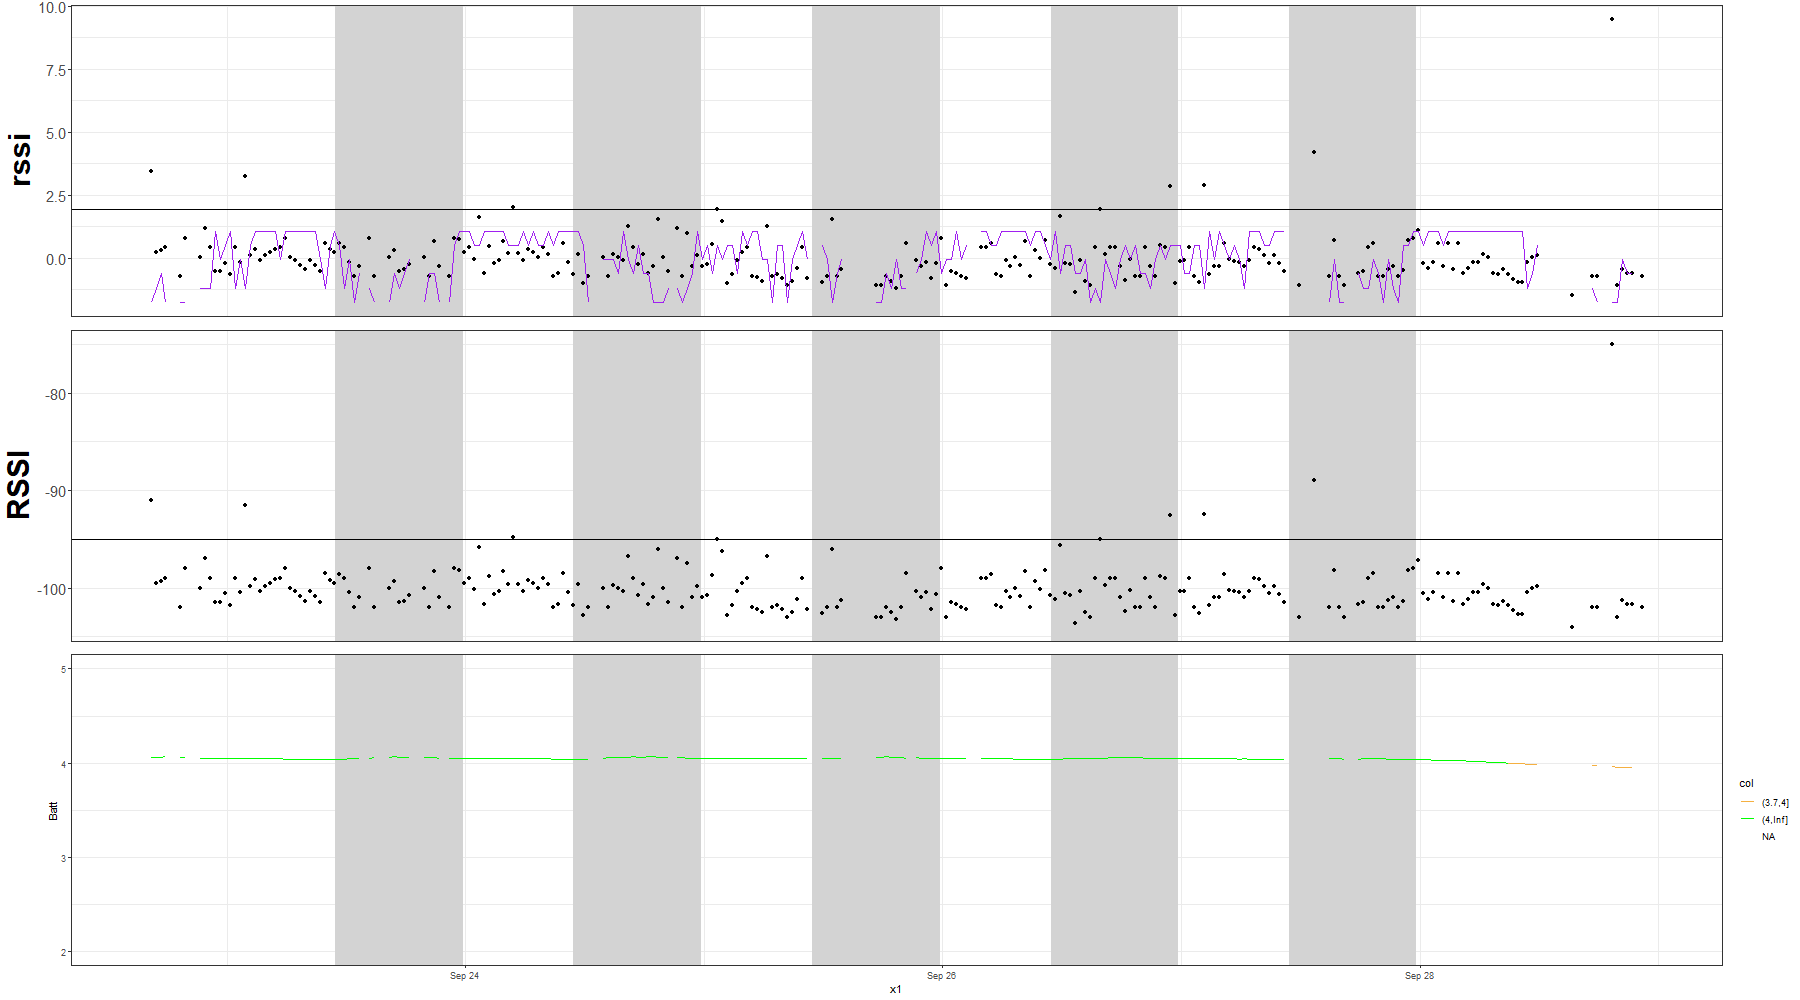 rssi
10.0
7.5
5.0
2.5
0.0
RSSI
-80
-90
-100
Batt
5
4
3
2
Sep 24
Sep 26
Sep 28
x1
col
(3.7,4]
(4,Inf]
NA